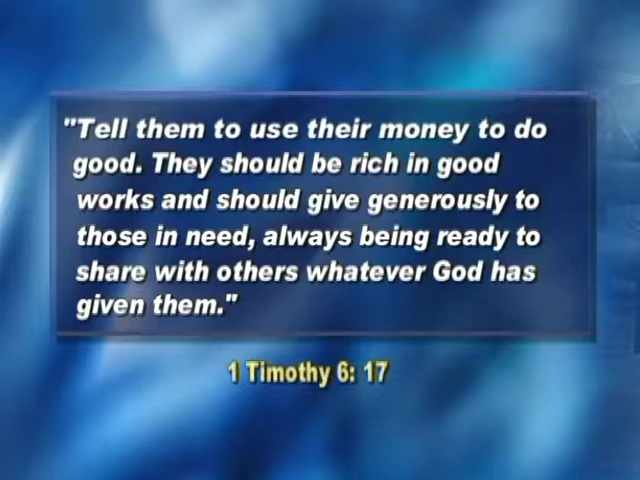 "Tell them to use their money to do
good. They should be rich in good
works and should give generously to
those in need, always being ready to
share with others whatever God has
given them."
1 Timothy 6: 17